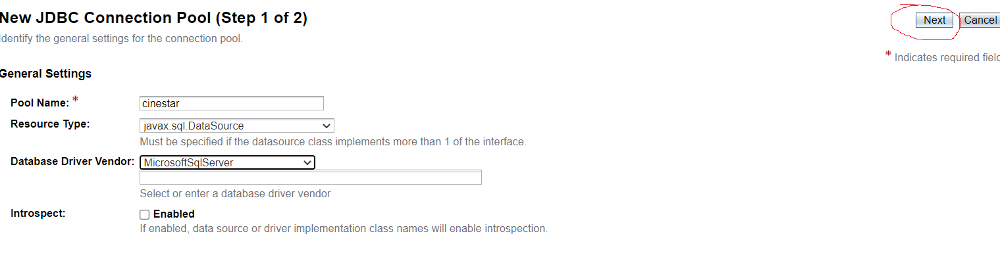 New JDBC Connection Pool (Step 1 of 2)
Next Cancel
Identify the general settings for the connection pool.
* Indicates required field
General Settings
Pool Name: * cinestar
Resource Type: javax.sql.DataSource
Must be specified if the datasource class implements more than 1 of the interface.
Database Driver Vendor: MicrosoftSqlServer
Select or enter a database driver vendor
Introspect: Enabled
If enabled, data source or driver implementation class names will enable introspection.